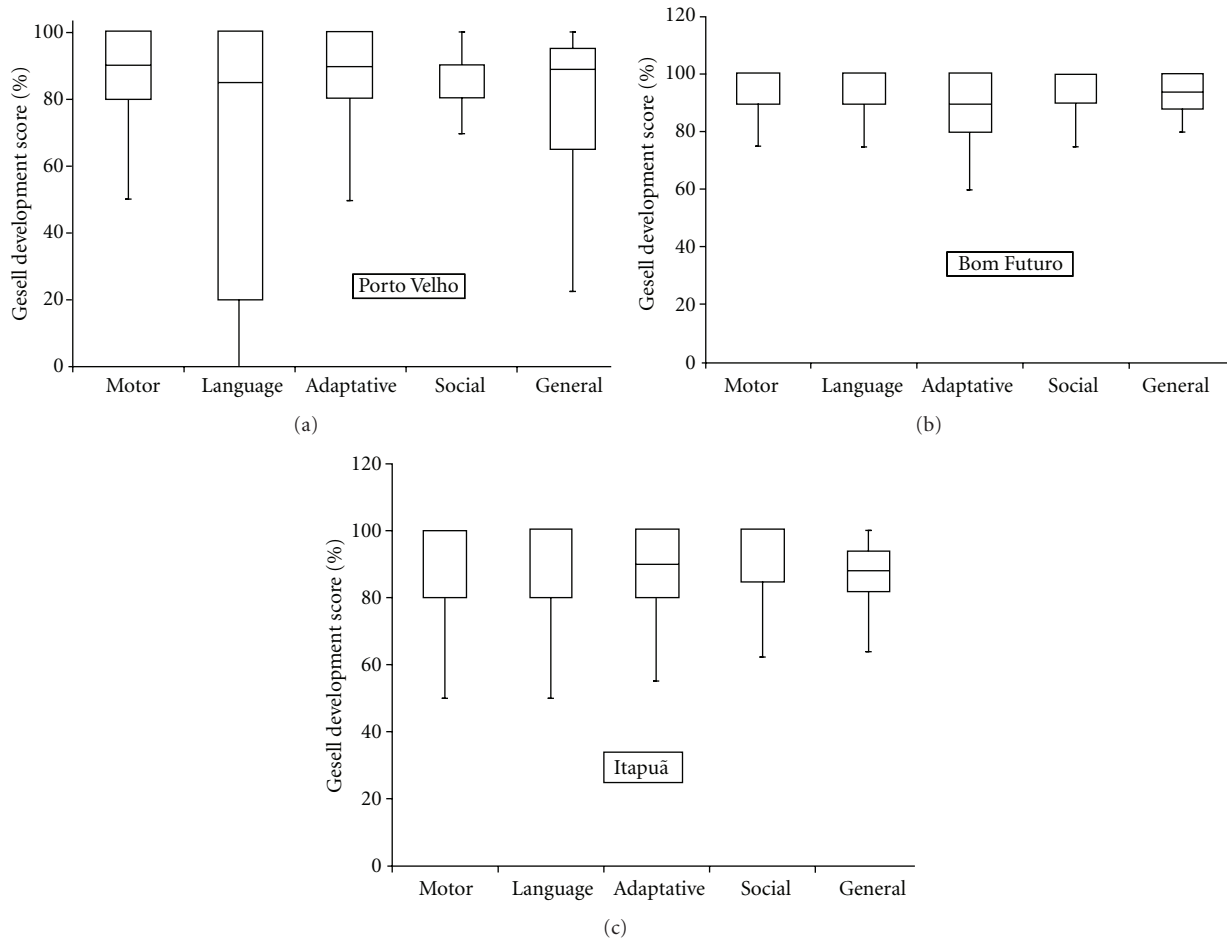 Gesell development score (%)
100
80
60
40
20
0
Porto Velho
Motor Language Adaptative Social General
(a)
Gesell development score (%)
120
100
80
60
40
20
0
Bom Futuro
Motor Language Adaptative Social General
(b)
Gesell development score (%)
120
100
80
60
40
20
0
Itapuã
Motor Language Adaptative Social General
(c)